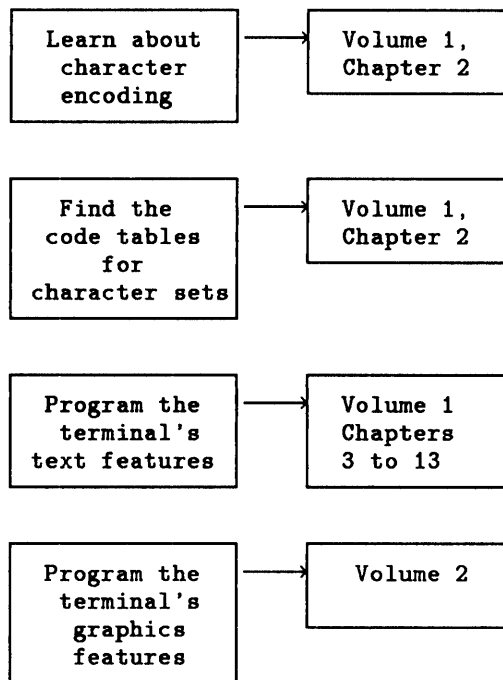 Learn about
character
encoding
Volume 1,
Chapter 2
Find the
code tables
for
character sets
Volume 1,
Chapter 2
Program the
terminal's
text features
Volume 1
Chapters
3 to 13
Program the
terminal's
graphics
features
Volume 2